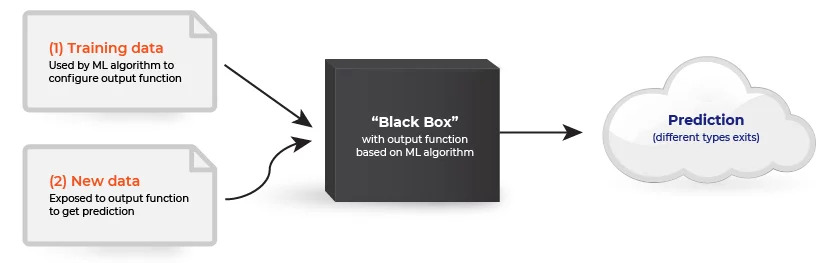 (1) Training data
Used by ML algorithm to
configure output function
(2) New data
Exposed to output function
to get prediction
“Black Box”
with output function
based on ML algorithm
Prediction
(different types exits)